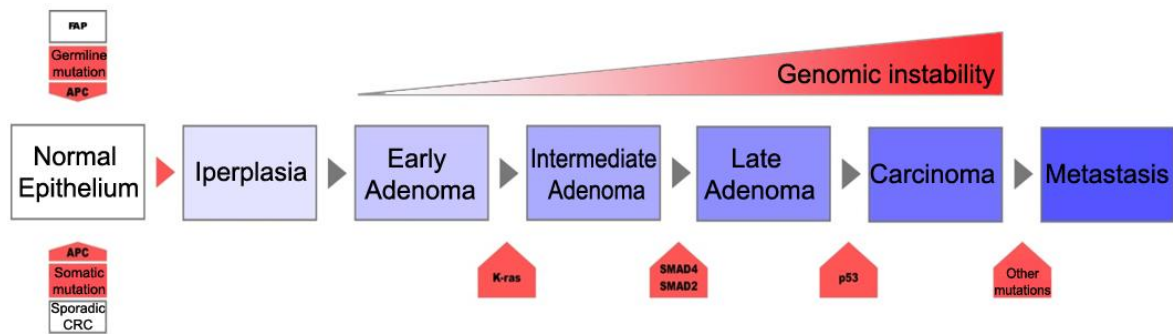 FAP
Germline
mutation
APC
Genomic instability
Normal
Epithelium
Iperplasia
Early
Adenoma
Intermediate
Adenoma
Late
Adenoma
Carcinoma
Metastasis
APC
Somatic
mutation
Sporadic
CRC
K-ras
SMAD4
SMAD2
p53
Other
mutations